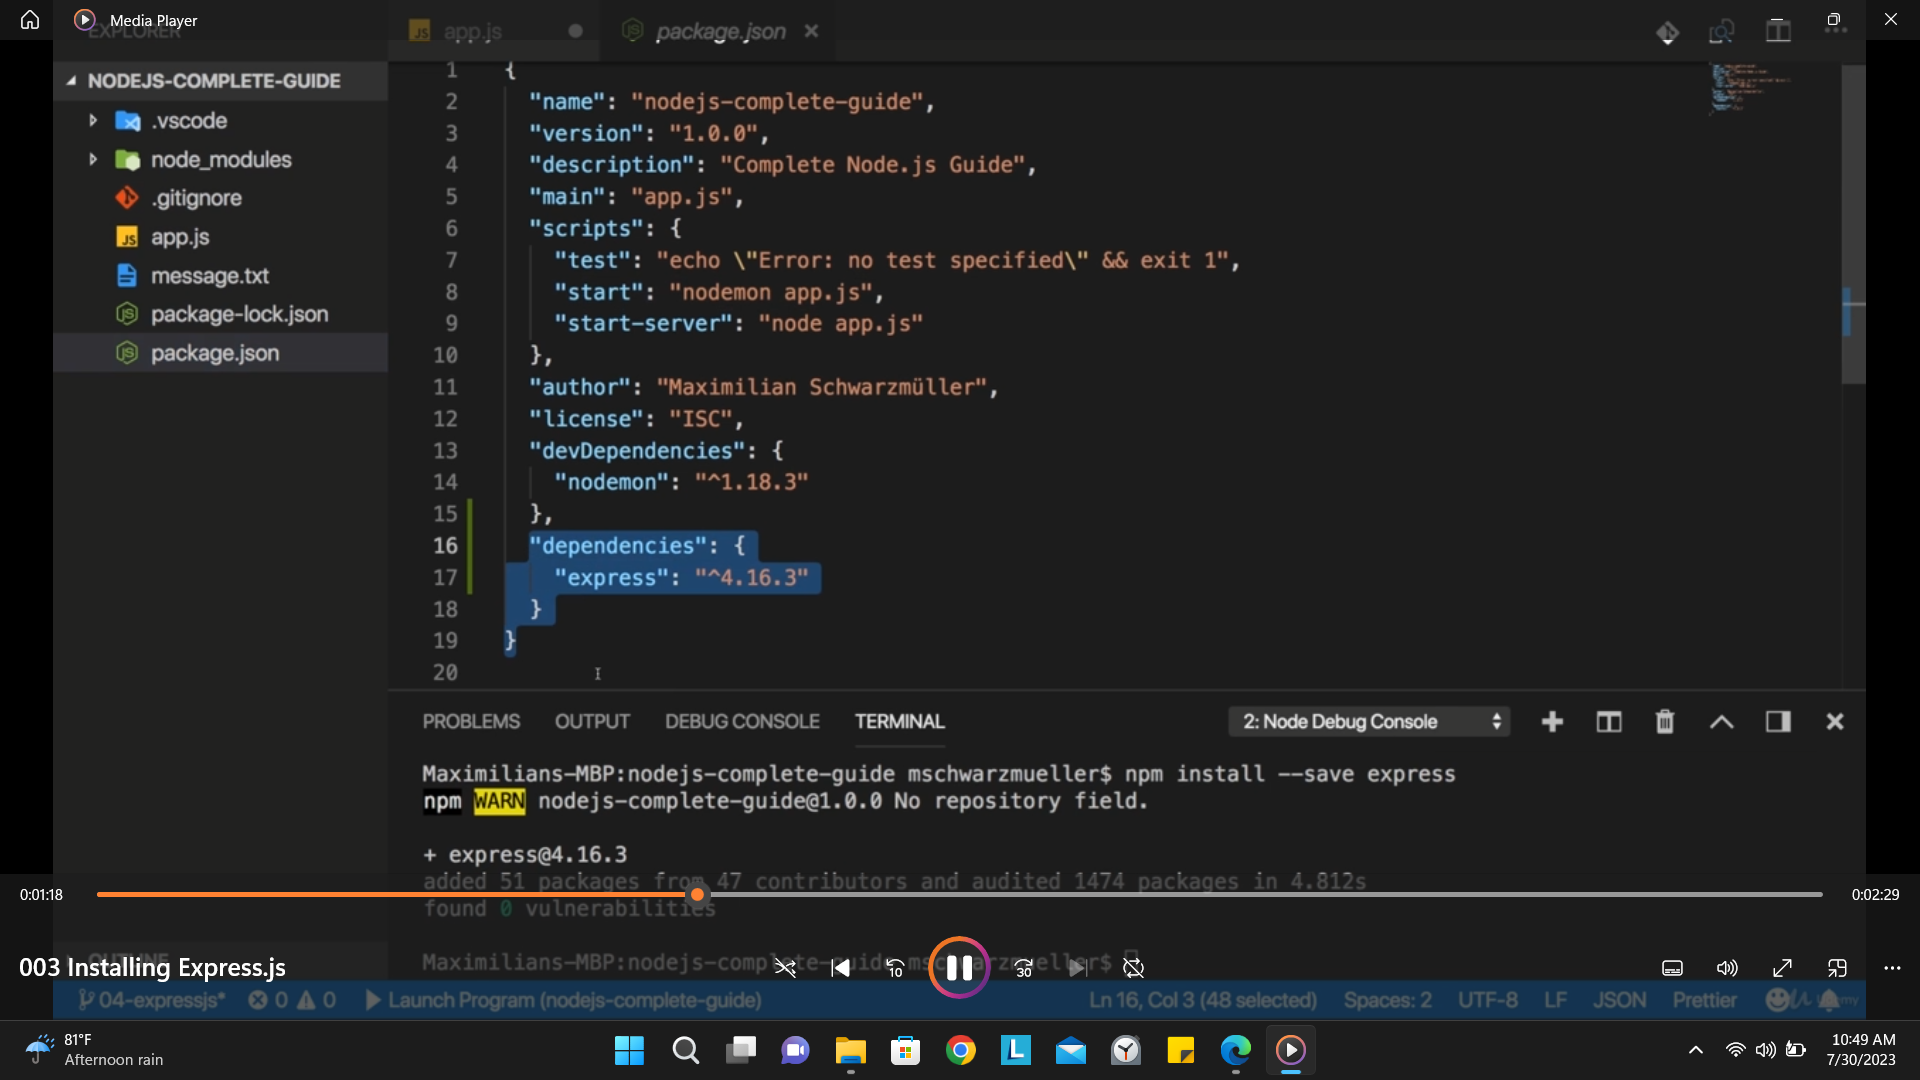 Media Player
EXPLORER
app.js
package.json
NODEJS-COMPLETE-GUIDE
.vscode
node_modules
.gitignore
app.js
message.txt
package-lock.json
package.json
1 {
2 "name": "nodejs-complete-guide",
3 "version": "1.0.0",
4 "description": "Complete Node.js Guide",
5 "main": "app.js",
6 "scripts": {
7 "test": "echo \"Error: no test specified\" && exit 1",
8 "start": "nodemon app.js",
9 "start-server": "node app.js"
10 },
11 "author": "Maximilian Schwarzmüller",
12 "license": "ISC",
13 "devDependencies": {
14 "nodemon": "^1.18.3"
15 },
16 "dependencies": {
17 "express": "^4.16.3"
18 }
19 }
20
PROBLEMS OUTPUT DEBUG CONSOLE TERMINAL 2: Node Debug Console
Maximilians-MBP:nodejs-complete-guide mschwarzmueller$ npm install --save express
npm WARN nodejs-complete-guide@1.0.0 No repository field.
+ express@4.16.3
added 51 packages from 47 contributors and audited 1474 packages in 4.812s
found 0 vulnerabilities
0:01:18
0:02:29
Maximilians-MBP:nodejs-complete-guide mschwarzmueller$
OUTLINE
003 Installing Express.js
10
30
04-expressjs* 0 0 Launch Program (nodejs-complete-guide) Ln 16, Col 3 (48 selected) Spaces: 2 UTF-8 LF JSON Prettier
81°F
Afternoon rain
10:49 AM
7/30/2023